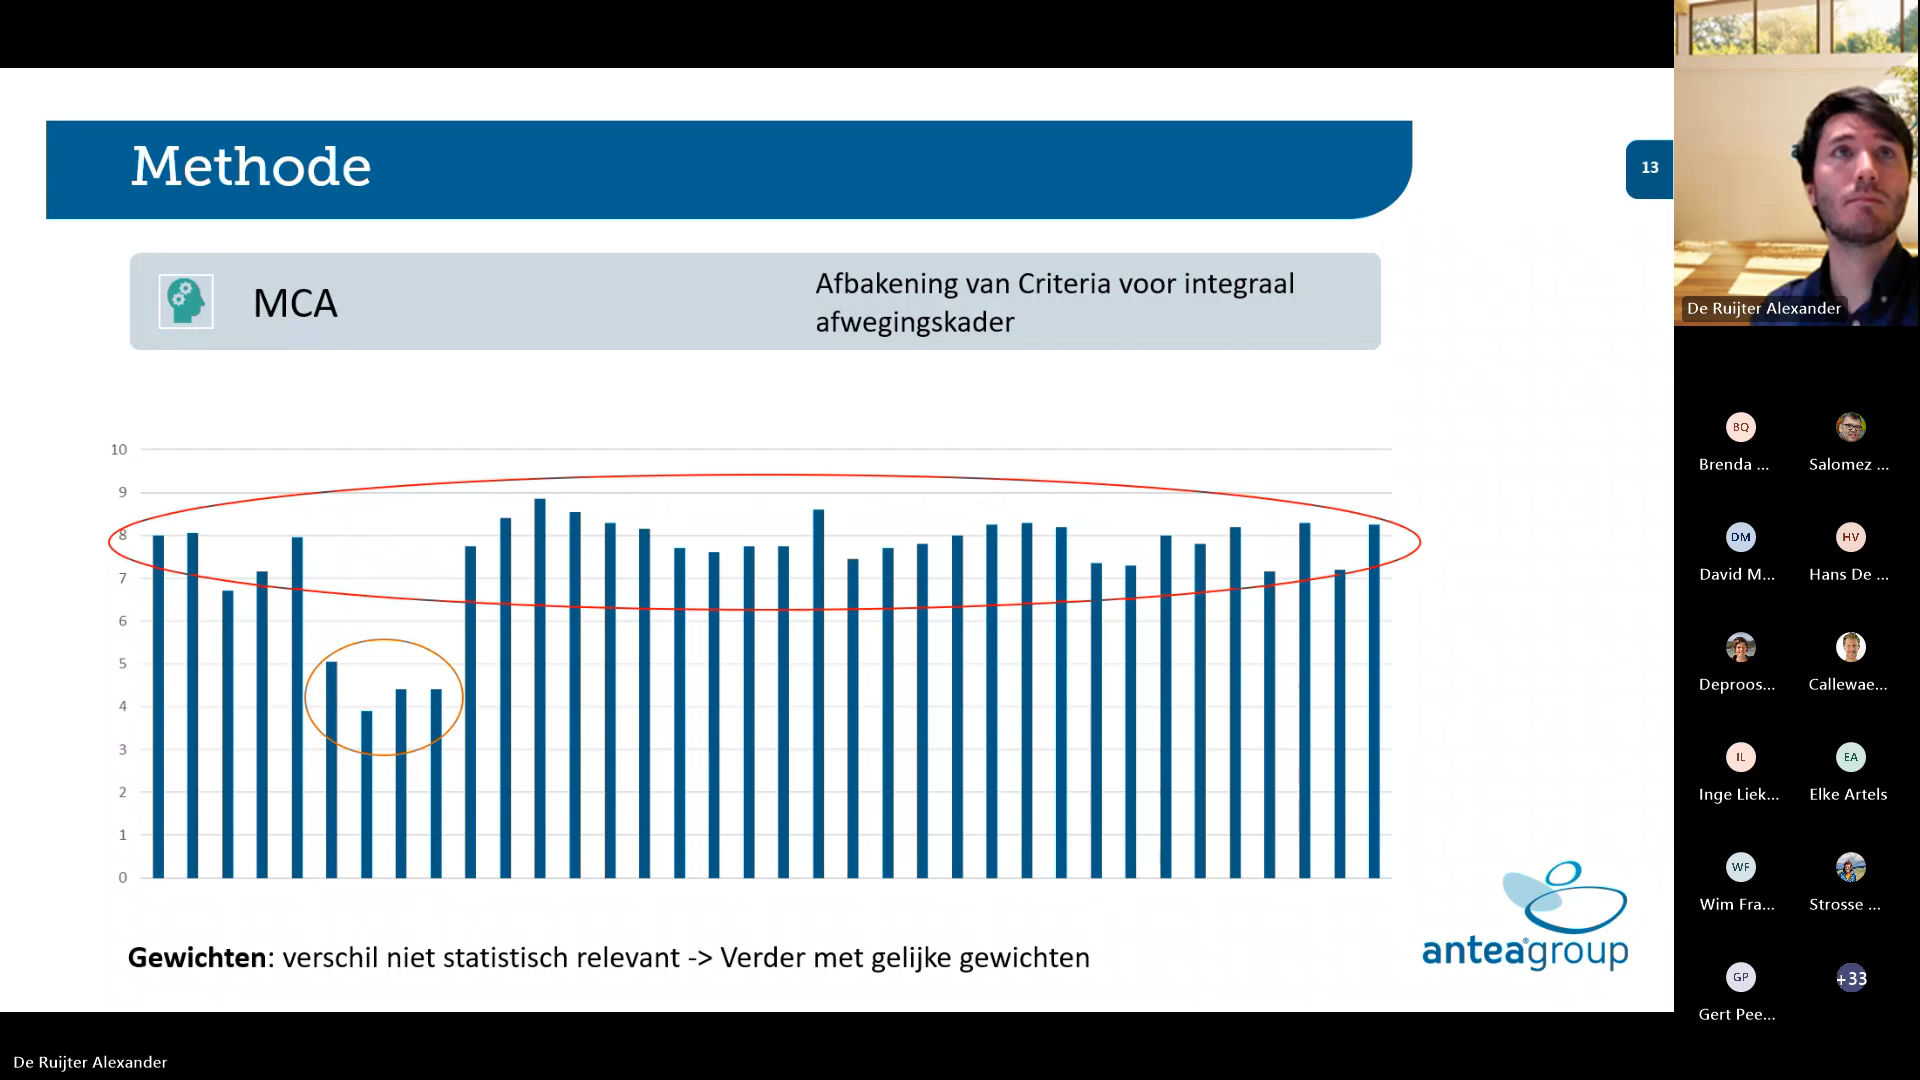 Methode
13
MCA
Afbakening van Criteria voor integraal
afwegingskader
10
9
8
7
6
5
4
3
2
1
0
Gewichten: verschil niet statistisch relevant -> Verder met gelijke gewichten
anteagroup
De Ruijter Alexander
BQ
Brenda ...
Salomez ...
DM
David M...
HV
Hans De ...
Deproos...
Callewae...
IL
Inge Liek...
EA
Elke Artels
WF
Wim Fra...
Strosse ...
GP
Gert Pee...
+33
De Ruijter Alexander